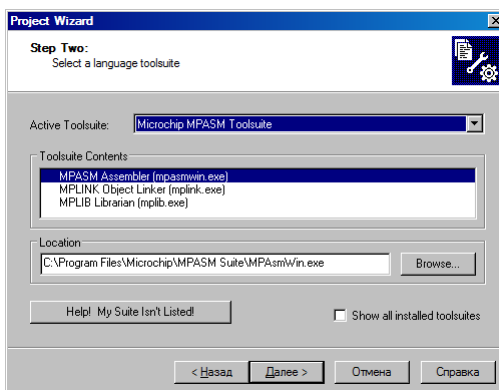 Project Wizard
Step Two:
Select a language toolsuite
Active Toolsuite: Microchip MPASM Toolsuite
Toolsuite Contents
MPASM Assembler (mpasmwin.exe)
MPLINK Object Linker (mplink.exe)
MPLIB Librarian (mplib.exe)
Location
C:\Program Files\Microchip\MPASM Suite\MPAsmWin.exe Browse...
Help! My Suite Isn't Listed! Show all installed toolsuites
< Назад Далее > Отмена Справка